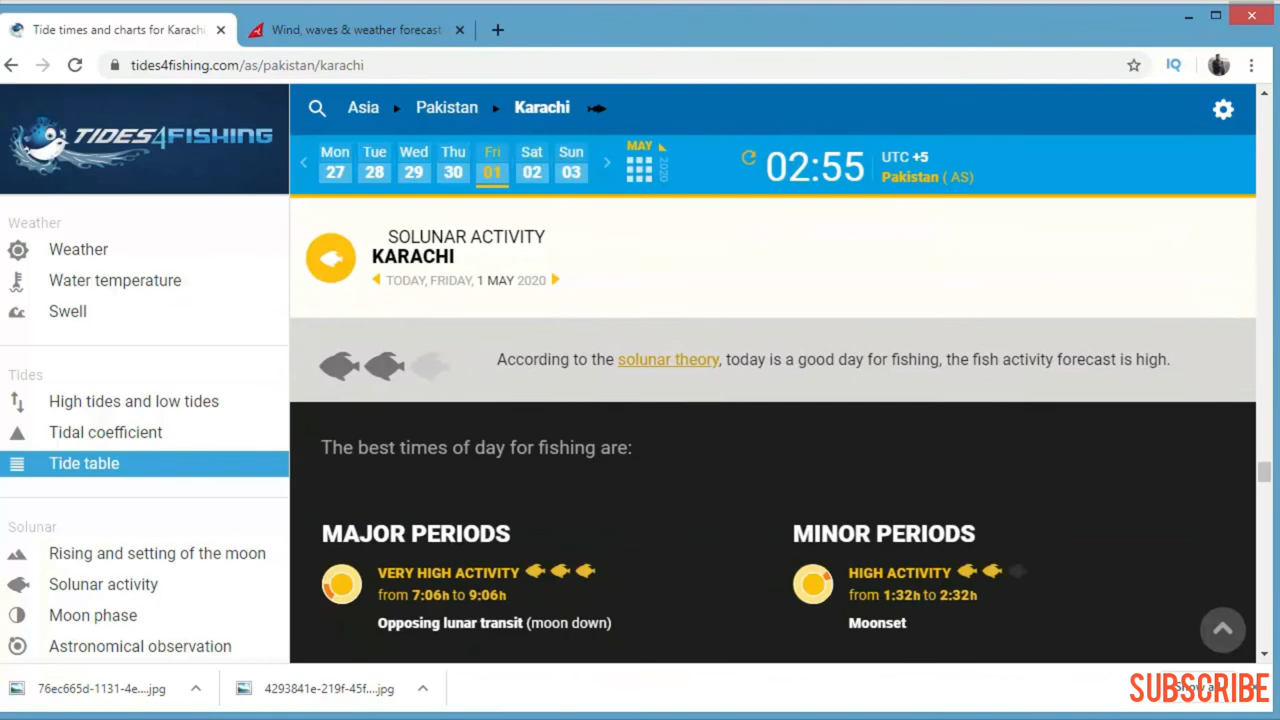 Tide times and charts for Karachi
Wind, waves & weather forecast
tides4fishing.com/as/pakistan/karachi
IQ
TIDES4FISHING
Asia Pakistan Karachi
Mon Tue Wed Thu Fri Sat Sun
27 28 29 30 01 02 03
MAY
2020
02:55
UTC +5
Pakistan ( AS)
Weather
Weather
Water temperature
Swell
Tides
High tides and low tides
Tidal coefficient
Tide table
Solunar
Rising and setting of the moon
Solunar activity
Moon phase
Astronomical observation
SOLUNAR ACTIVITY
KARACHI
TODAY, FRIDAY, 1 MAY 2020
According to the solunar theory, today is a good day for fishing, the fish activity forecast is high.
The best times of day for fishing are:
MAJOR PERIODS
VERY HIGH ACTIVITY
from 7:06h to 9:06h
Opposing lunar transit (moon down)
MINOR PERIODS
HIGH ACTIVITY
from 1:32h to 2:32h
Moonset
76ec665d-1131-4e....jpg
4293841e-219f-45f....jpg
SUBSCRIBE